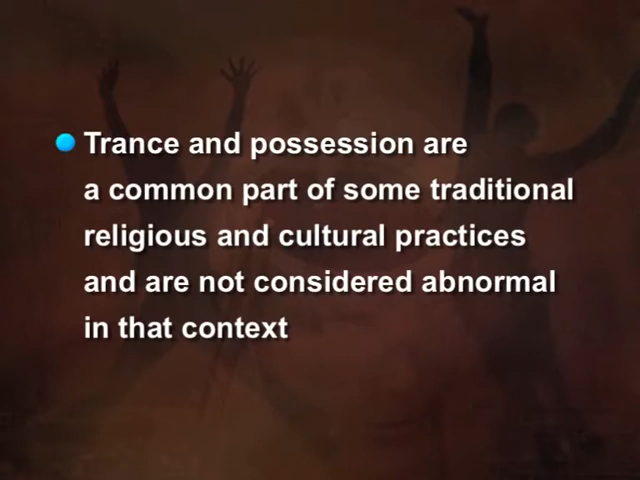 Trance and possession are
a common part of some traditional
religious and cultural practices
and are not considered abnormal
in that context